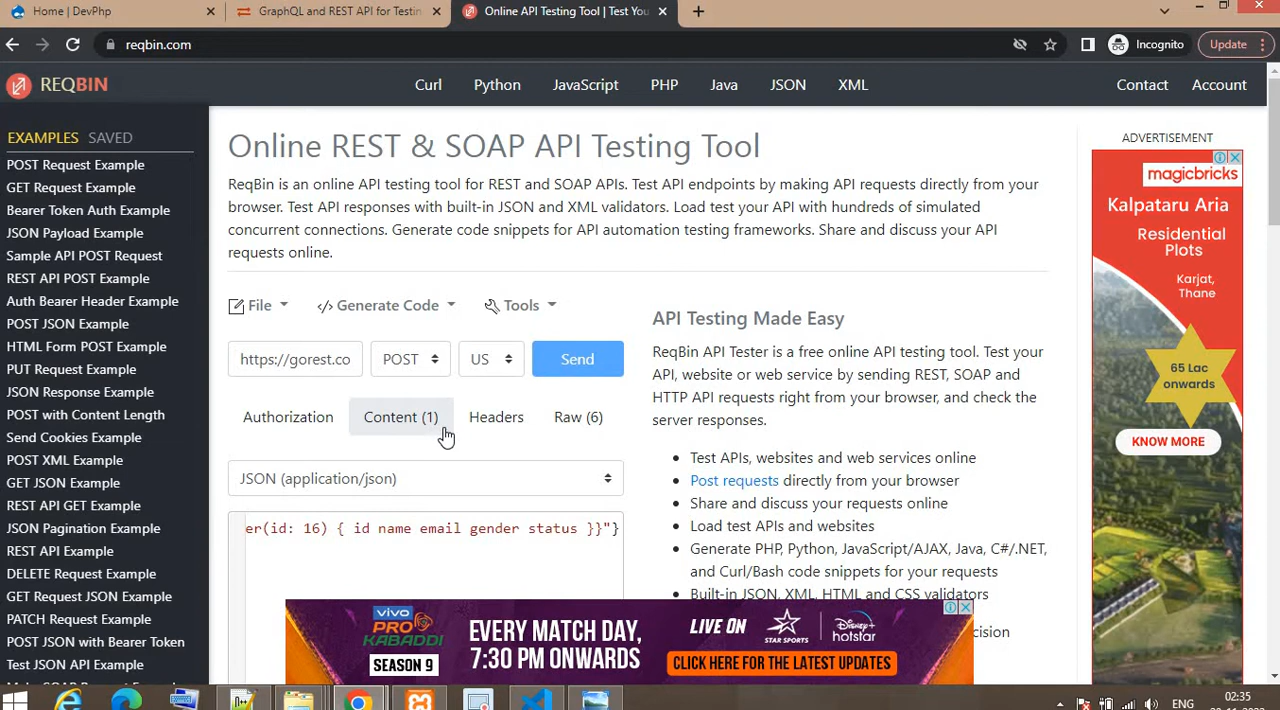 Home | DevPhp
GraphQL and REST API for Testin
Online API Testing Tool | Test You
reqbin.com
Incognito
Update
REQBIN
Curl
Python
JavaScript
PHP
Java
JSON
XML
Contact
Account
EXAMPLES SAVED
POST Request Example
GET Request Example
Bearer Token Auth Example
JSON Payload Example
Sample API POST Request
REST API POST Example
Auth Bearer Header Example
POST JSON Example
HTML Form POST Example
PUT Request Example
JSON Response Example
POST with Content Length
Send Cookies Example
POST XML Example
GET JSON Example
REST API GET Example
JSON Pagination Example
REST API Example
DELETE Request Example
GET Request JSON Example
PATCH Request Example
POST JSON with Bearer Token
Test JSON API Example
Online REST & SOAP API Testing Tool
ReqBin is an online API testing tool for REST and SOAP APIs. Test API endpoints by making API requests directly from your
browser. Test API responses with built-in JSON and XML validators. Load test your API with hundreds of simulated
concurrent connections. Generate code snippets for API automation testing frameworks. Share and discuss your API
requests online.
File
</> Generate Code
Tools
https://gorest.co
POST
US
Send
Authorization
Content (1)
Headers
Raw (6)
JSON (application/json)
er(id: 16) { id name email gender status }}"}
API Testing Made Easy
ReqBin API Tester is a free online API testing tool. Test your
API, website or web service by sending REST, SOAP and
HTTP API requests right from your browser, and check the
server responses.
Test APIs, websites and web services online
Post requests directly from your browser
Share and discuss your requests online
Load test APIs and websites
Generate PHP, Python, JavaScript/AJAX, Java, C#/.NET,
and Curl/Bash code snippets for your requests
Built-in JSON, XML, HTML and CSS validators
ADVERTISEMENT
magicbricks
Kalpataru Aria
Residential
Plots
Karjat,
Thane
65 Lac
onwards
KNOW MORE
vivo
PRO
KABADDI
SEASON 9
EVERY MATCH DAY,
7:30 PM ONWARDS
LIVE ON
STAR SPORTS
Disney+
hotstar
CLICK HERE FOR THE LATEST UPDATES
ENG
02:35